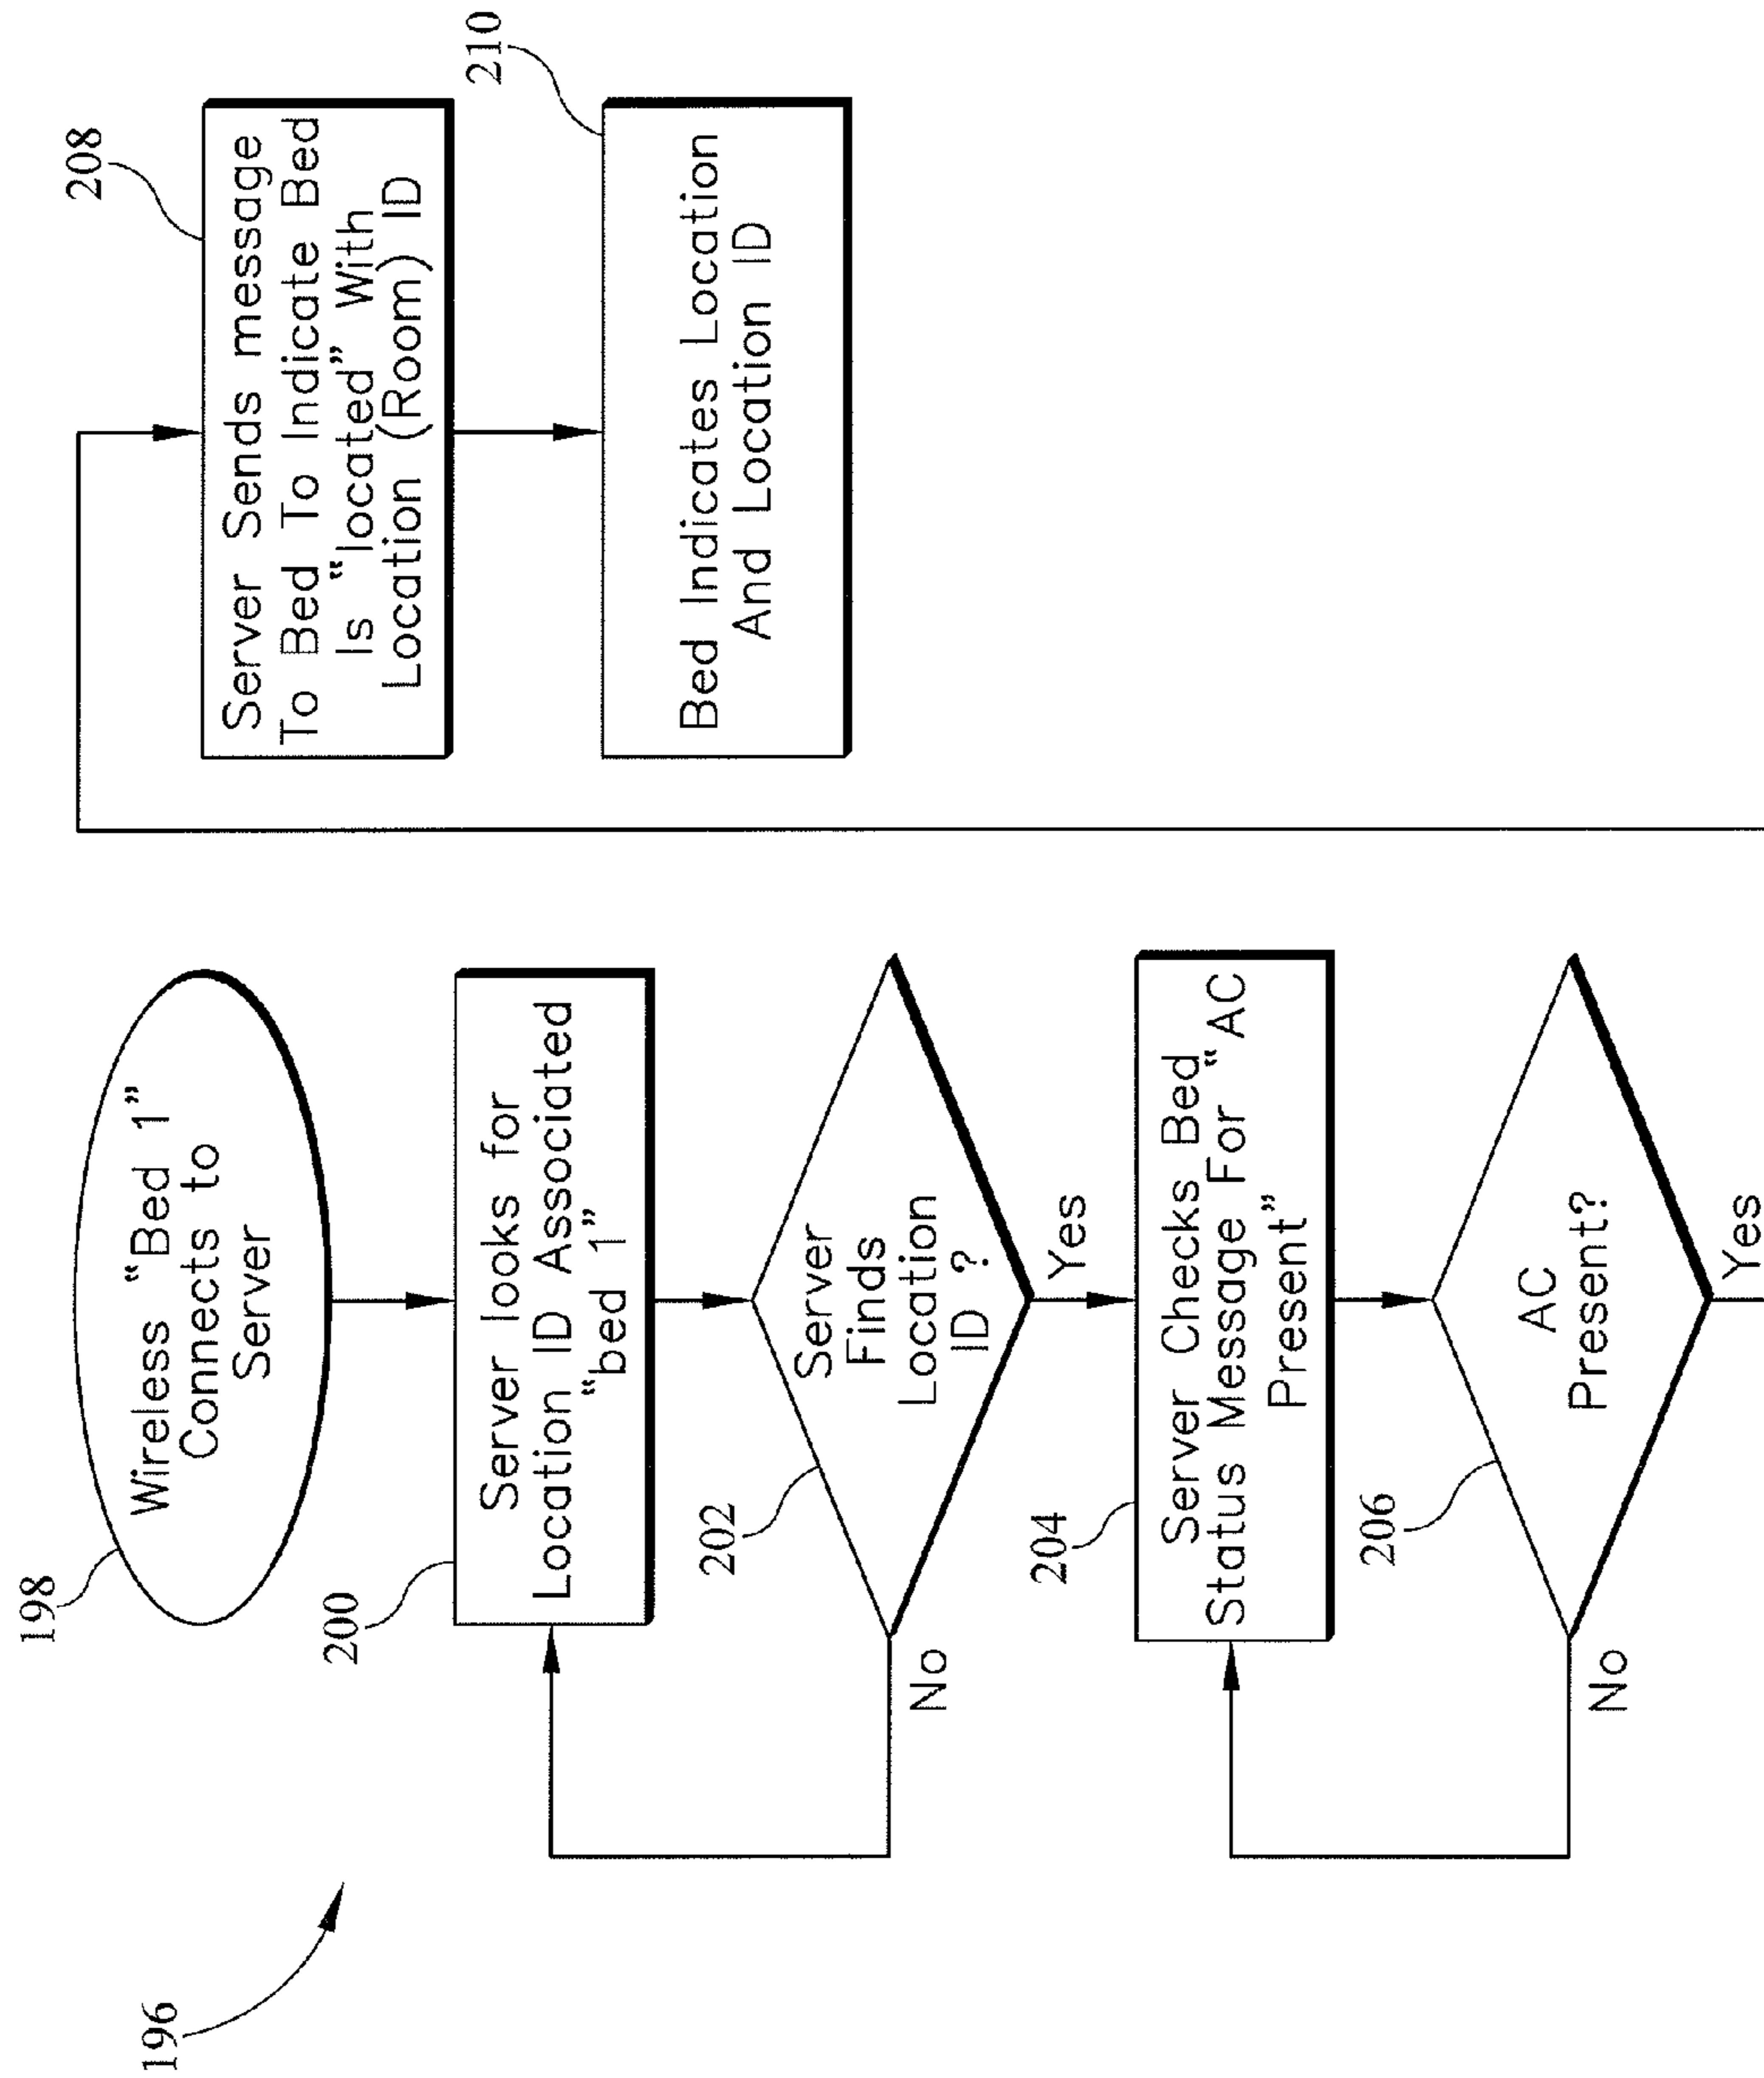 196
198
Wireless “Bed 1”
Connects to
Server
200
Server looks for
Location ID Associated
“bed 1”
202
Server
Finds
Location
ID ?
No
Yes
204
Server Checks Bed
Status Message For “AC
Present”
206
AC
Present?
No
Yes
208
Server Sends message
To Bed To Indicate Bed
Is “located” With
Location (Room) ID
210
Bed Indicates Location
And Location ID